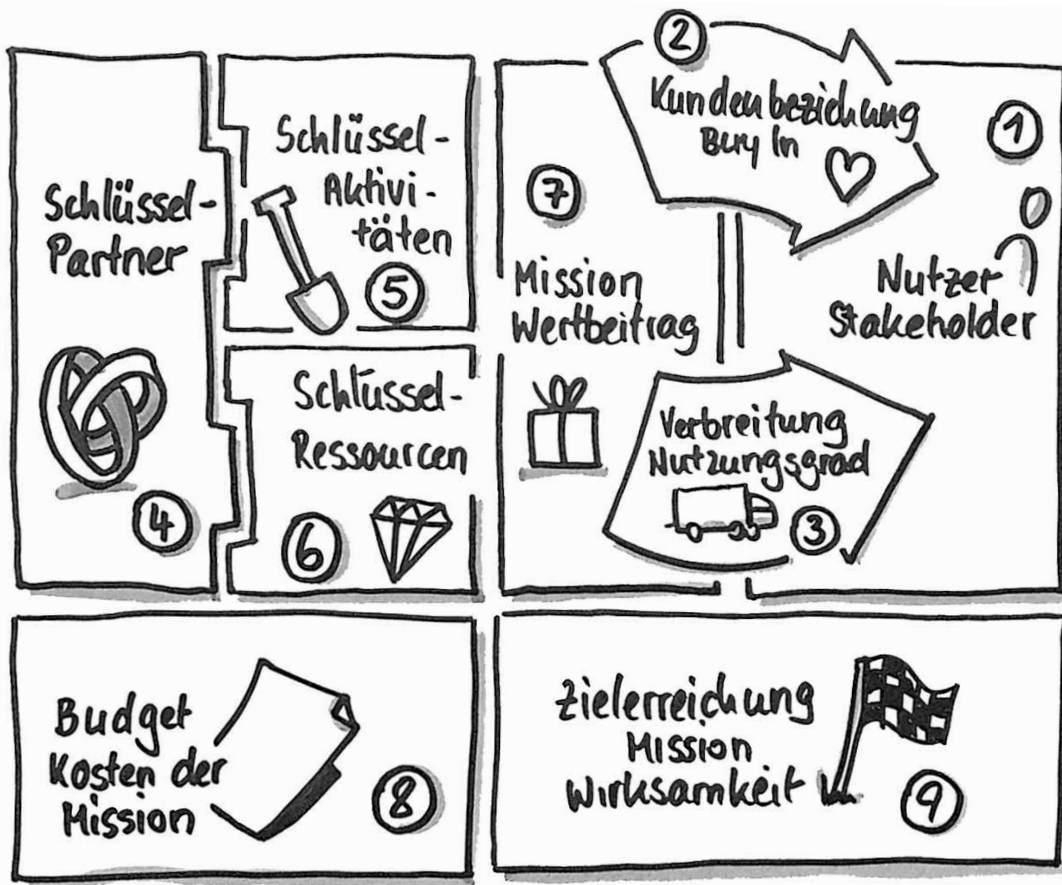 Schlüssel-
Partner
4
Schlüssel-
Aktivi-
täten
5
Schlüssel-
Ressourcen
6
7
Mission
Wertbeitrag
2
Kundenbeziehung
Buy In
1
Nutzer
Stakeholder
Verbreitung
Nutzungsgrad
3
Budget
Kosten der
Mission
8
Zielerreichung
Mission
Wirksamkeit
9